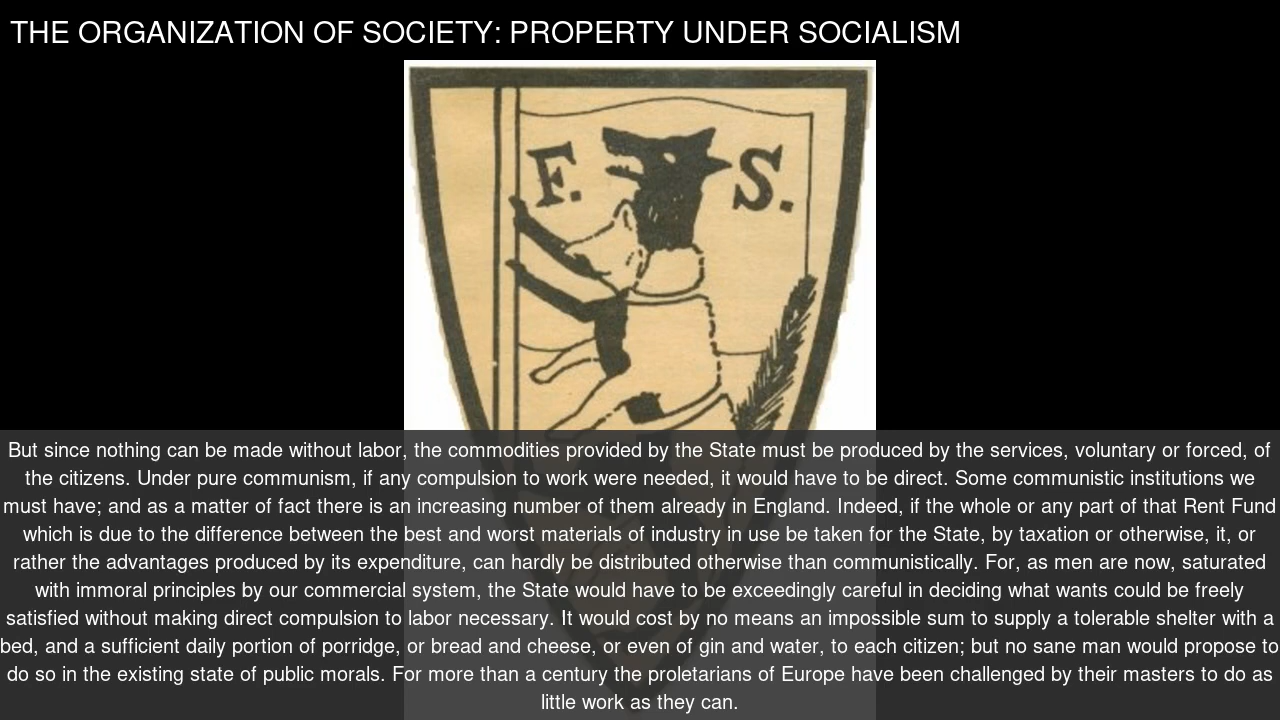 THE ORGANIZATION OF SOCIETY: PROPERTY UNDER SOCIALISM
F. S.
But since nothing can be made without labor, the commodities provided by the State must be produced by the services, voluntary or forced, of
the citizens. Under pure communism, if any compulsion to work were needed, it would have to be direct. Some communistic institutions we
must have; and as a matter of fact there is an increasing number of them already in England. Indeed, if the whole or any part of that Rent Fund
which is due to the difference between the best and worst materials of industry in use be taken for the State, by taxation or otherwise, it, or
rather the advantages produced by its expenditure, can hardly be distributed otherwise than communistically. For, as men are now, saturated
with immoral principles by our commercial system, the State would have to be exceedingly careful in deciding what wants could be freely
satisfied without making direct compulsion to labor necessary. It would cost by no means an impossible sum to supply a tolerable shelter with a
bed, and a sufficient daily portion of porridge, or bread and cheese, or even of gin and water, to each citizen; but no sane man would propose to
do so in the existing state of public morals. For more than a century the proletarians of Europe have been challenged by their masters to do as
little work as they can.